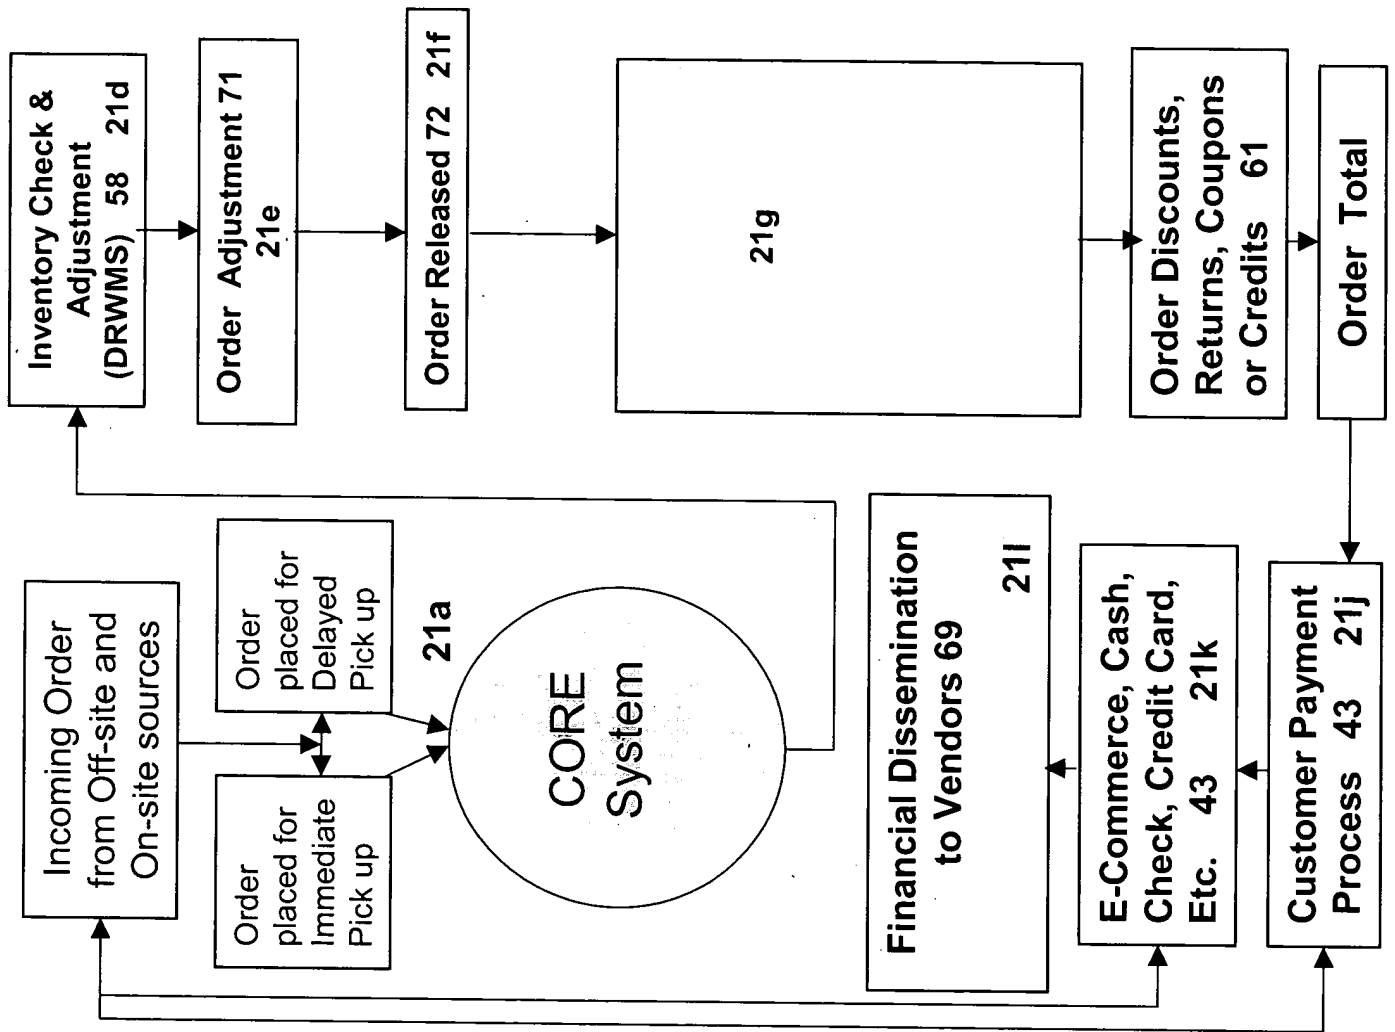 Incoming Order
from Off-site and
On-site sources
Order
placed for
Immediate
Pick up
Order
placed for
Delayed
Pick up
21a
CORE
System
Inventory Check &
Adjustment
(DRWMS) 58 21d
Order Adjustment 71
21e
Order Released 72 21f
21g
Order Discounts,
Returns, Coupons
or Credits 61
Order Total
Customer Payment
Process 43 21j
E-Commerce, Cash,
Check, Credit Card,
Etc. 43 21k
Financial Dissemination
to Vendors 69
21l